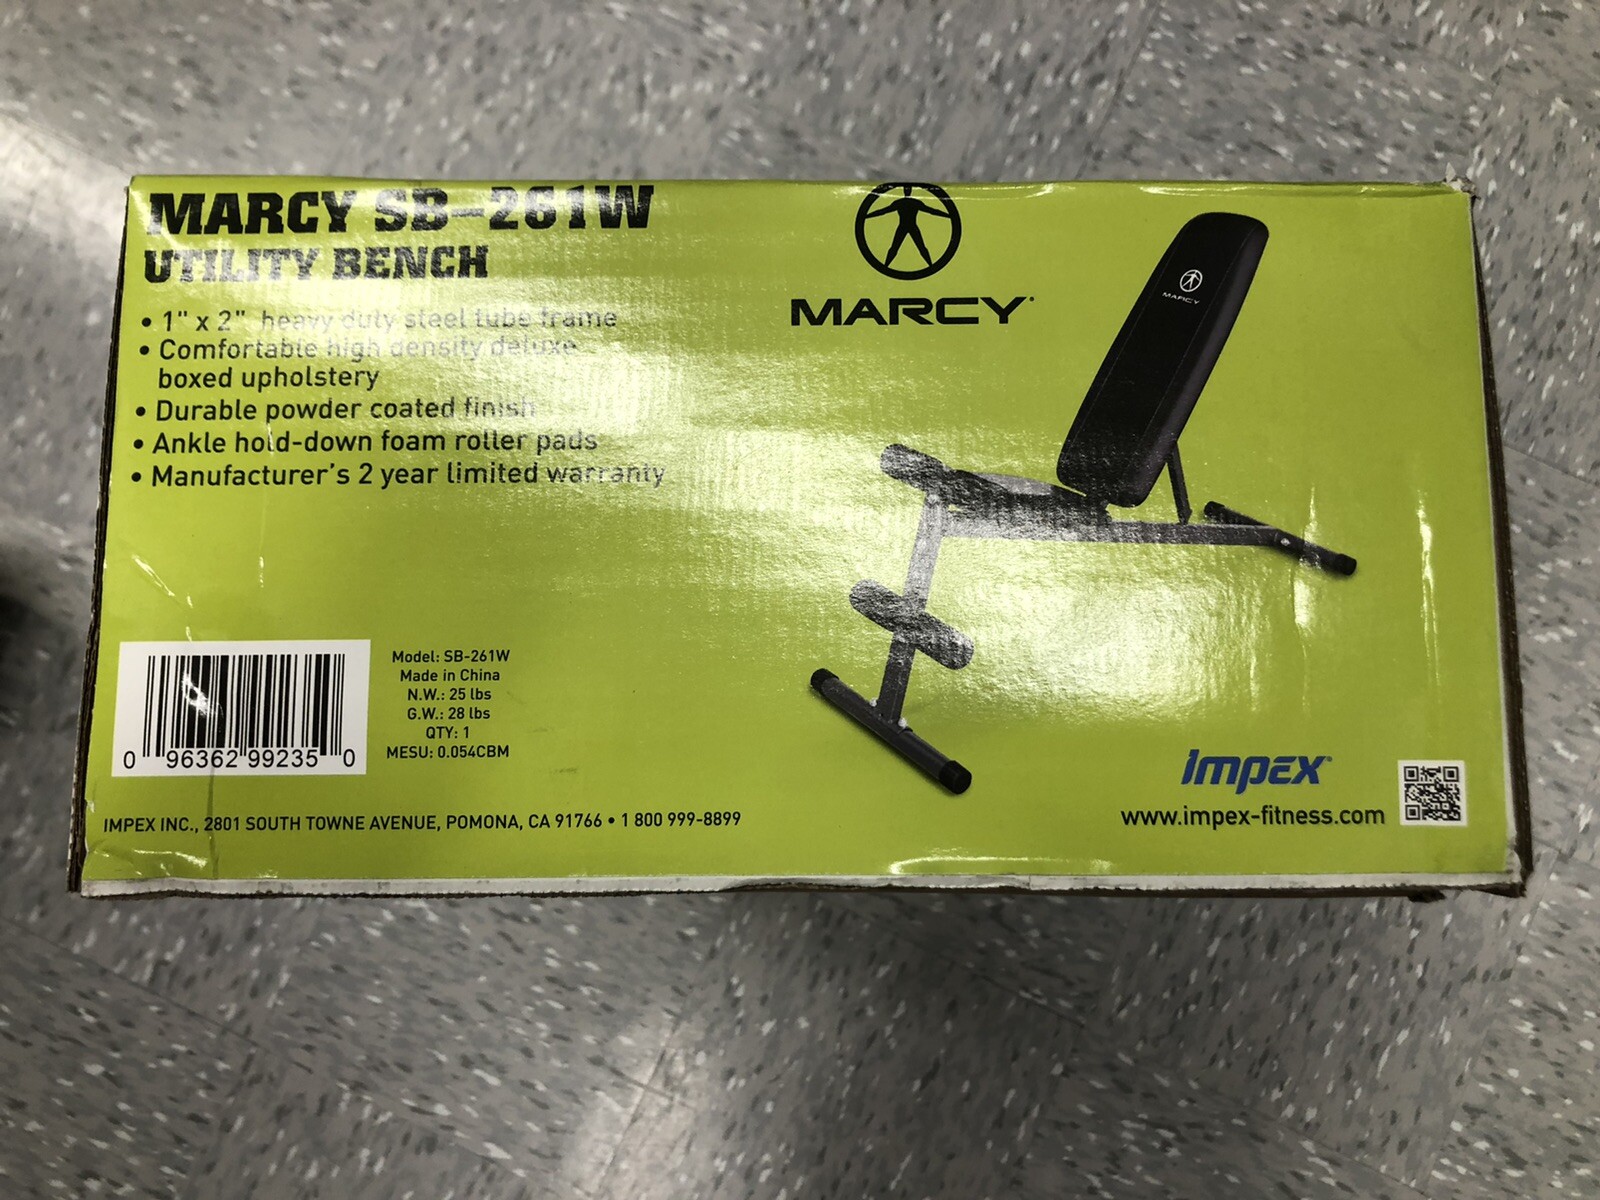 MARCY SB-261W
UTILITY BENCH
• 1" x 2" heavy duty steel tube frame
• Comfortable high density deluxe
boxed upholstery
• Durable powder coated finish
• Ankle hold-down foam roller pads
• Manufacturer's 2 year limited warranty
MARCY
MARCY
Model: SB-261W
Made in China
N.W.: 25 lbs
G.W.: 28 lbs
QTY: 1
MESU: 0.054CBM
0 96362 99235 0
IMPEX INC., 2801 SOUTH TOWNE AVENUE, POMONA, CA 91766 • 1 800 999-8899
Impex
www.impex-fitness.com